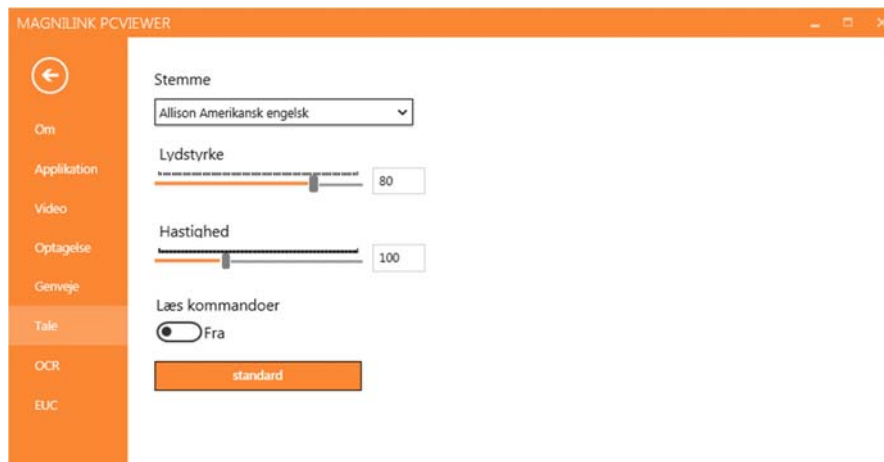 MAGNILINK PCVIEWER
Om
Applikation
Video
Optagelse
Genveje
Tale
OCR
EUC
Stemme
Allison Amerikansk engelsk
Lydstyrke
80
Hastighed
100
Læs kommandoer
Fra
standard